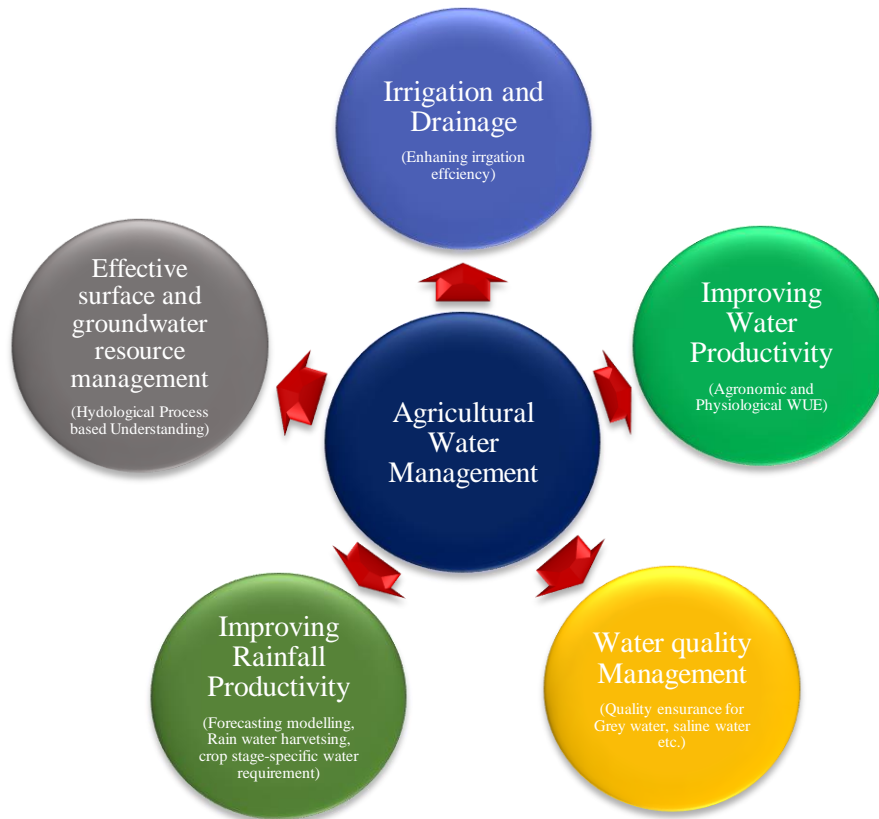 Irrigation and
Drainage
(Enhaning irrgation
effciency)
Effective
surface and
groundwater
resource
management
(Hydological Process
based Understanding)
Improving
Water
Productivity
(Agronomic and
Physiological WUE)
Agricultural
Water
Management
Improving
Rainfall
Productivity
(Forecasting modelling,
Rain water harvetsing,
crop stage-specific water
requirement)
Water quality
Management
(Quality ensurance for
Grey water, saline water
etc.)